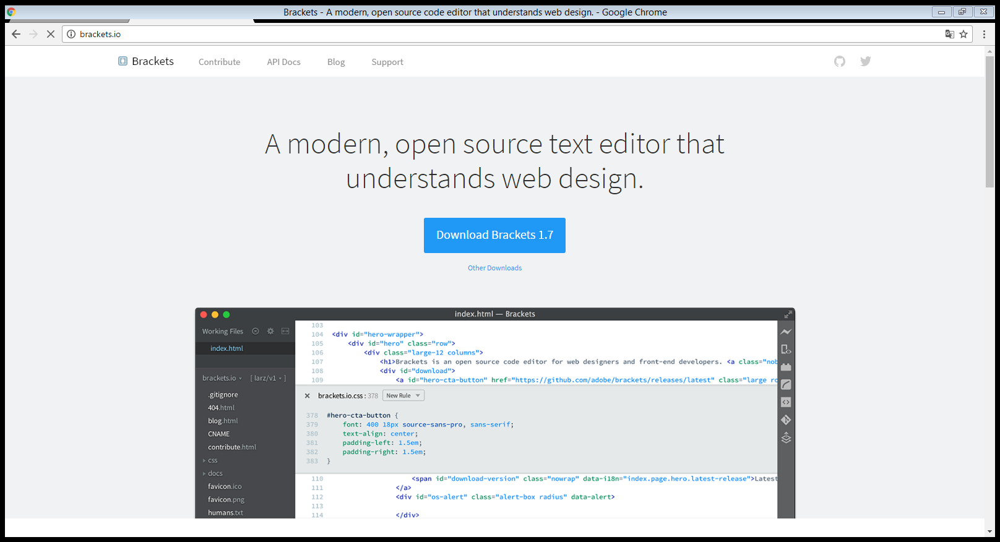 Brackets - A modern, open source code editor that understands web design. - Google Chrome
brackets.io
Brackets Contribute API Docs Blog Support
A modern, open source text editor that
understands web design.
Download Brackets 1.7
Other Downloads
index.html — Brackets
Working Files
index.html
brackets.io [ larz/v1 ]
.gitignore
404.html
blog.html
CNAME
contribute.html
css
docs
favicon.ico
favicon.png
humans.txt
103
104 <div id="hero-wrapper">
105 <div id="hero" class="row">
106 <div class="large-12 columns">
107 <h1>Brackets is an open source code editor for web designers and front-end developers. <a class="nob
108 <div id="download">
109 <a id="hero-cta-button" href="https://github.com/adobe/brackets/releases/latest" class="large ro
brackets.io.css : 378 New Rule
378 #hero-cta-button {
379 font: 400 18px source-sans-pro, sans-serif;
380 text-align: center;
381 padding-left: 1.5em;
382 padding-right: 1.5em;
383 }
110 <span id="download-version" class="nowrap" data-i18n="index.page.hero.latest-release">Latest
111 </a>
112 <div id="os-alert" class="alert-box radius" data-alert>
113
114 </div>